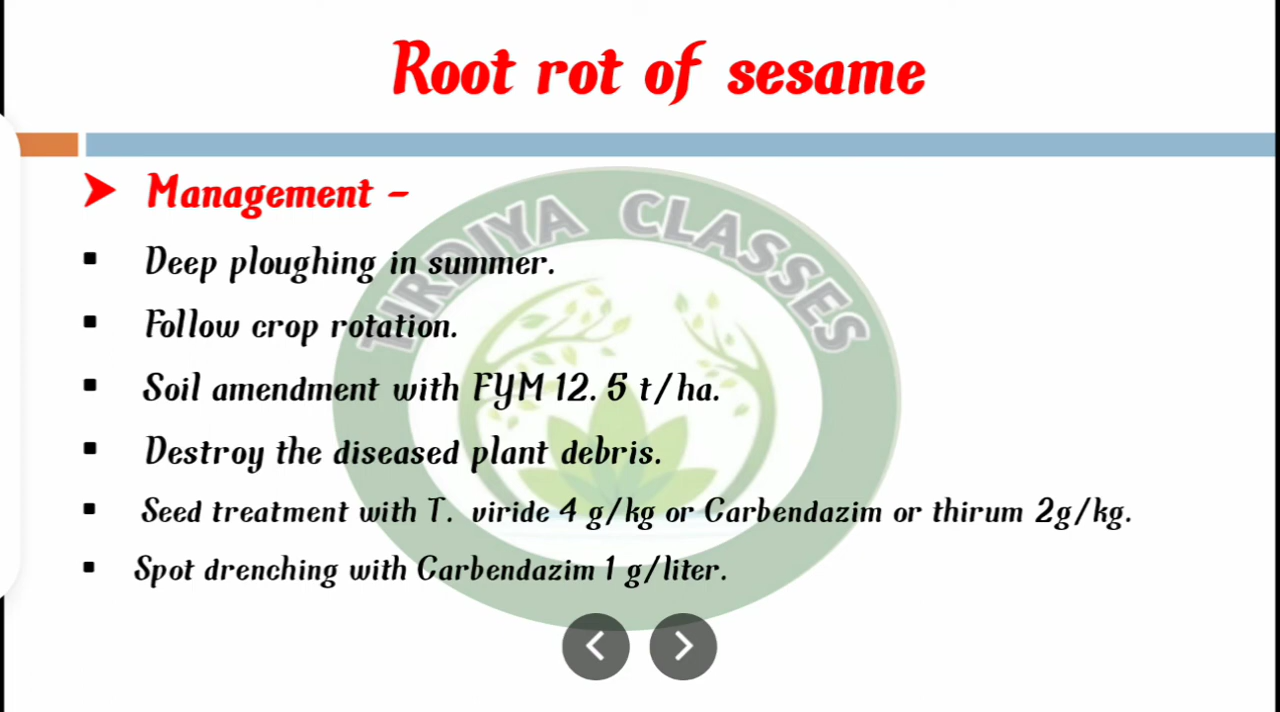 Root rot of sesame
➤ Management -
▪ Deep ploughing in summer.
▪ Follow crop rotation.
▪ Soil amendment with FYM 12.5 t/ha.
▪ Destroy the diseased plant debris.
▪ Seed treatment with T. viride 4 g/kg or Carbendazim or thirum 2g/kg.
▪ Spot drenching with Carbendazim 1 g/liter.
TIRDIYA CLASSES